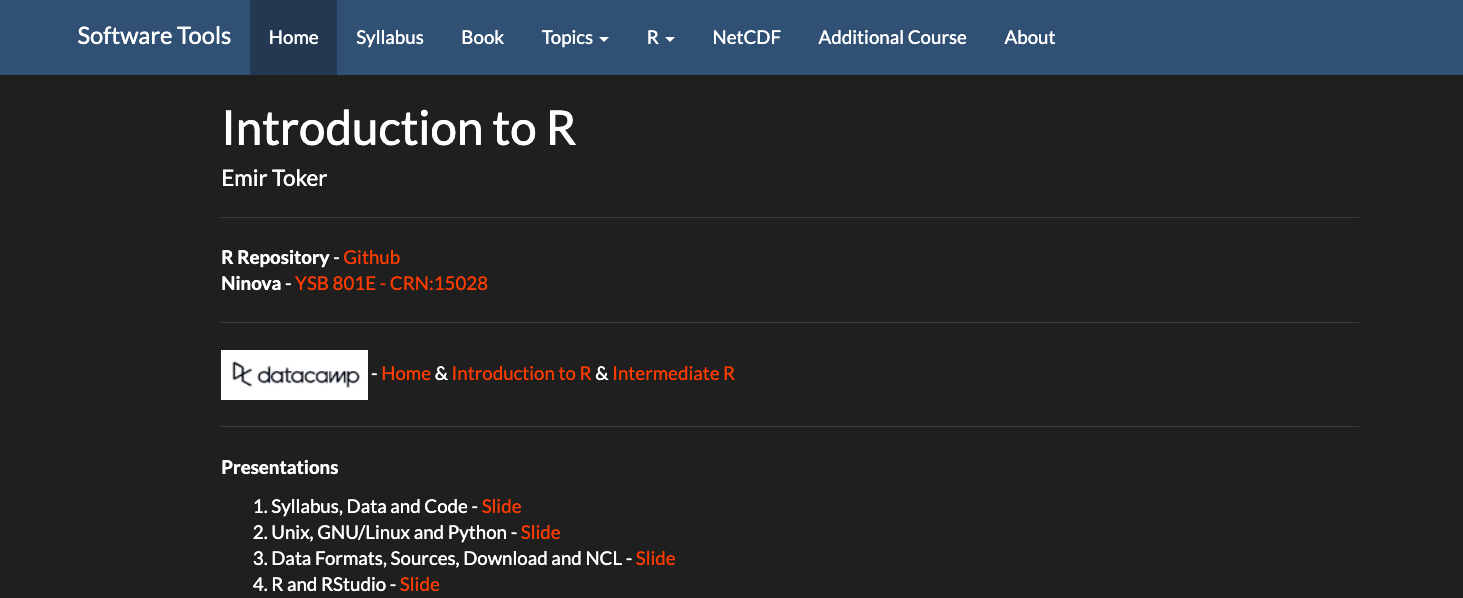 Software Tools Home Syllabus Book Topics R NetCDF Additional Course About
Introduction to R
Emir Toker
R Repository - Github
Ninova - YSB 801E - CRN:15028
datacamp - Home & Introduction to R & Intermediate R
Presentations
1. Syllabus, Data and Code - Slide
2. Unix, GNU/Linux and Python - Slide
3. Data Formats, Sources, Download and NCL - Slide
4. R and RStudio - Slide